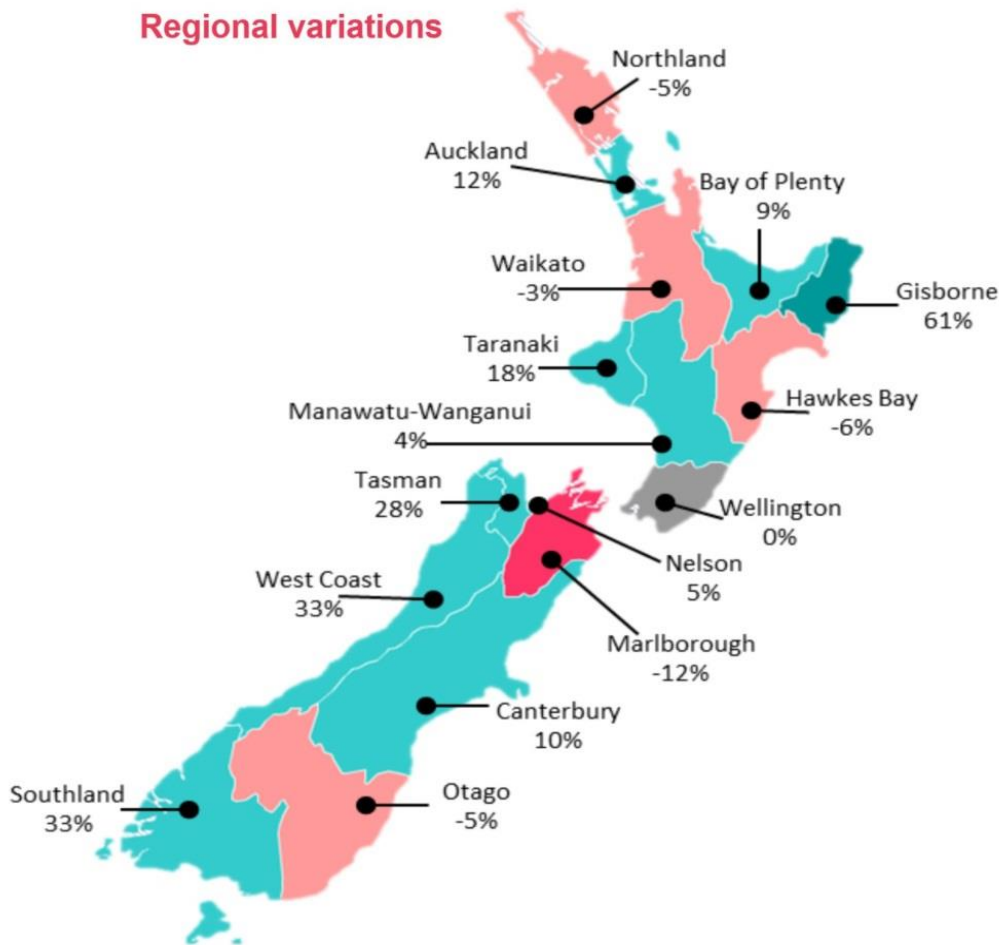 Regional variations
Northland
-5%
Auckland
12%
Bay of Plenty
9%
Waikato
-3%
Gisborne
61%
Taranaki
18%
Hawkes Bay
-6%
Manawatu-Wanganui
4%
Tasman
28%
Wellington
0%
Nelson
5%
West Coast
33%
Marlborough
-12%
Canterbury
10%
Southland
33%
Otago
-5%